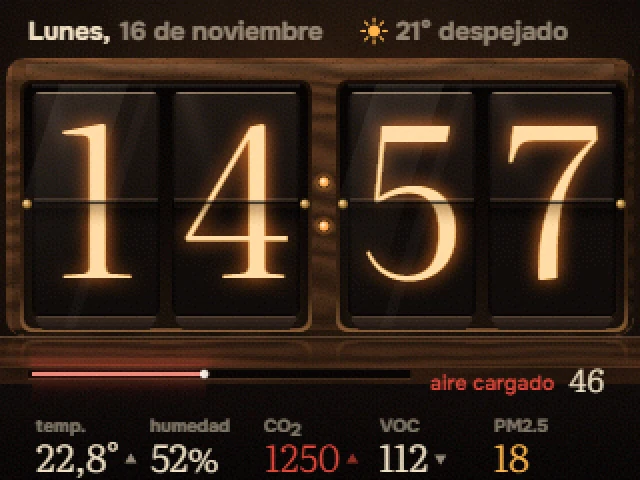 Lunes, 16 de noviembre 21° despejado
14 57
aire cargado 46
temp. humedad CO2 VOC PM2.5
22,8° 52% 1250 112 18